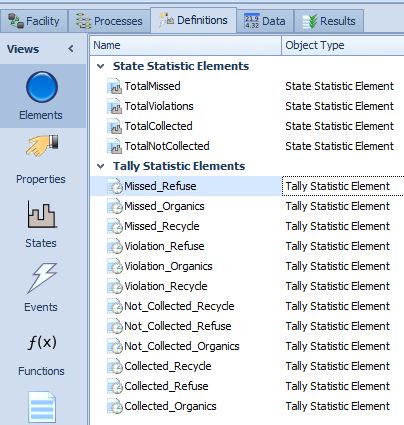 Facility Processes Definitions 21.9 4.32 Data Results
Views <
Name Object Type
State Statistic Elements
TotalMissed State Statistic Element
TotalViolations State Statistic Element
TotalCollected State Statistic Element
TotalNotCollected State Statistic Element
Tally Statistic Elements
Missed_Refuse Tally Statistic Element
Missed_Organics Tally Statistic Element
Missed_Recycle Tally Statistic Element
Violation_Refuse Tally Statistic Element
Violation_Organics Tally Statistic Element
Violation_Recycle Tally Statistic Element
Not_Collected_Recycle Tally Statistic Element
Not_Collected_Refuse Tally Statistic Element
Not_Collected_Organics Tally Statistic Element
Collected_Recycle Tally Statistic Element
Collected_Refuse Tally Statistic Element
Collected_Organics Tally Statistic Element
Elements
Properties
States
Events
f(x)
Functions